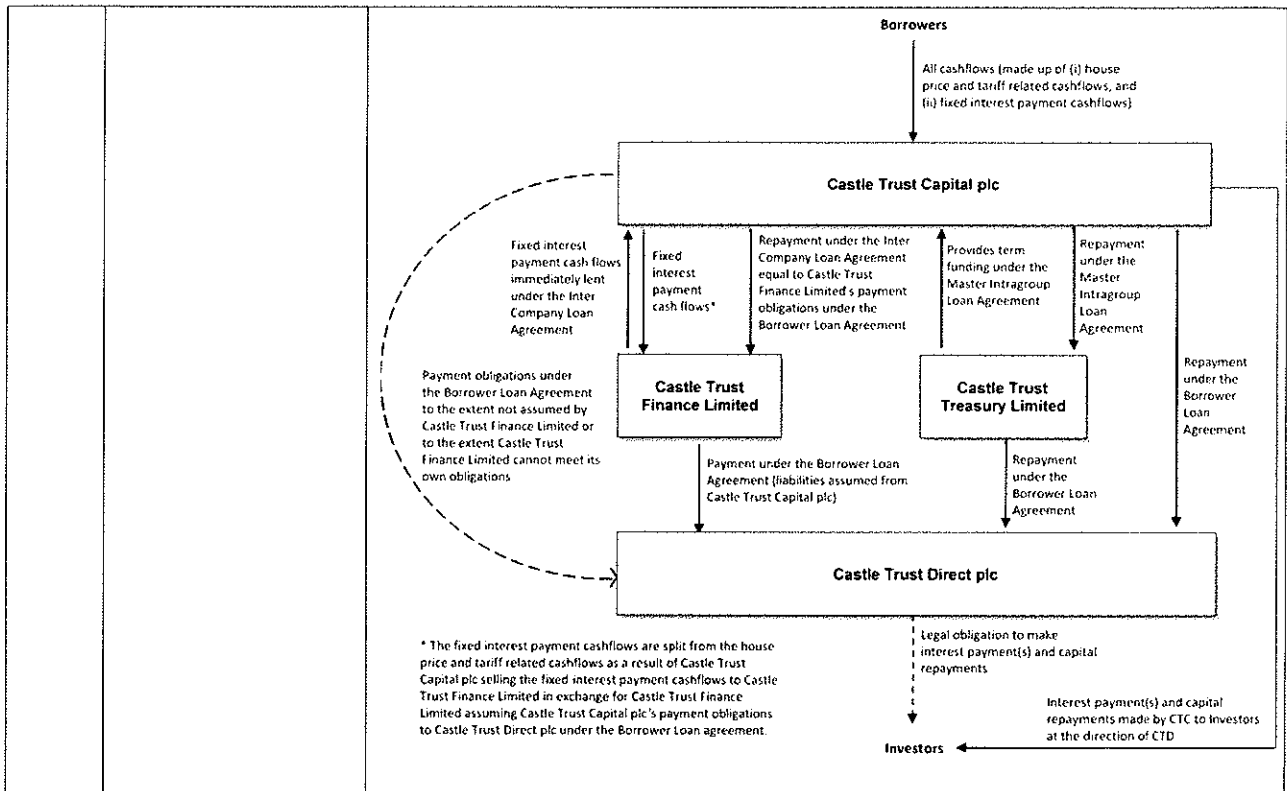 Borrowers
All cashflows (made up of (i) house
price and tariff related cashflows, and
(ii) fixed interest payment cashflows)
Castle Trust Capital plc
Fixed interest
payment cash flows
immediately lent
under the Inter
Company Loan
Agreement
Fixed
interest
payment
cash flows*
Repayment under the Inter
Company Loan Agreement
equal to Castle Trust
Finance Limited's payment
obligations under the
Borrower Loan Agreement
Provides term
funding under the
Master Intragroup
Loan Agreement
Repayment
under the
Master
Intragroup
Loan
Agreement
Repayment
under the
Borrower
Loan
Agreement
Castle Trust
Finance Limited
Castle Trust
Treasury Limited
Payment obligations under
the Borrower Loan Agreement
to the extent not assumed by
Castle Trust Finance Limited or
to the extent Castle Trust
Finance Limited cannot meet its
own obligations
Payment under the Borrower Loan
Agreement (liabilities assumed from
Castle Trust Capital plc)
Repayment
under the
Borrower Loan
Agreement
Castle Trust Direct plc
Legal obligation to make
interest payment(s) and capital
repayments
* The fixed interest payment cashflows are split from the house
price and tariff related cashflows as a result of Castle Trust
Capital plc selling the fixed interest payment cashflows to Castle
Trust Finance Limited in exchange for Castle Trust Finance
Limited assuming Castle Trust Capital plc's payment obligations
to Castle Trust Direct plc under the Borrower Loan agreement.
Interest payment(s) and capital
repayments made by CTC to Investors
at the direction of CTD
Investors